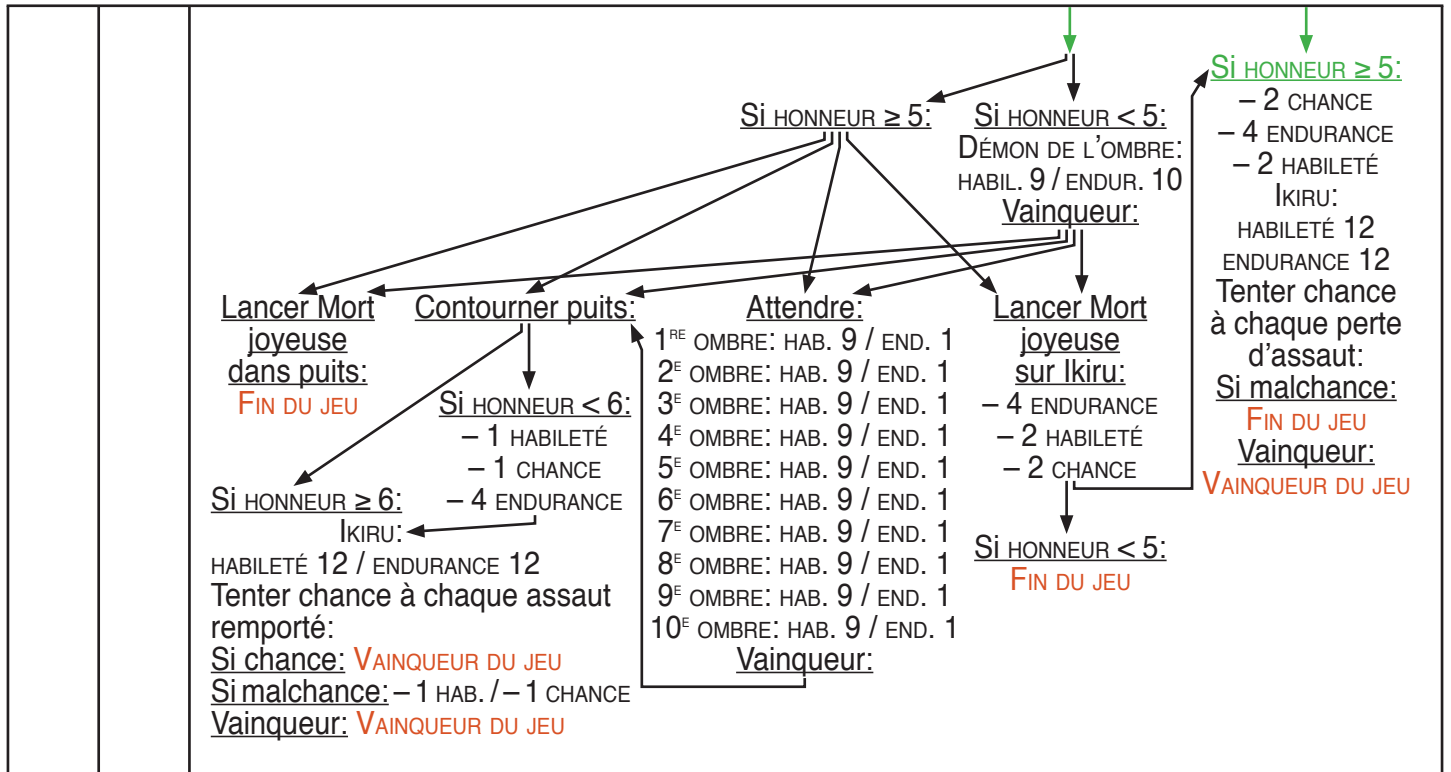 Si HONNEUR ≥ 5:
Si HONNEUR < 5:
DÉMON DE L'OMBRE:
HABIL. 9 / ENDUR. 10
Vainqueur:
Si HONNEUR ≥ 5:
– 2 CHANCE
– 4 ENDURANCE
– 2 HABILETÉ
IKIRU:
HABILETÉ 12
ENDURANCE 12
Tenter chance
à chaque perte
d'assaut:
Si malchance:
FIN DU JEU
Vainqueur:
VAINQUEUR DU JEU
Lancer Mort
joyeuse
dans puits:
FIN DU JEU
Contourner puits:
Si HONNEUR < 6:
– 1 HABILETÉ
– 1 CHANCE
– 4 ENDURANCE
Si HONNEUR ≥ 6:
IKIRU:
HABILETÉ 12 / ENDURANCE 12
Tenter chance à chaque assaut
remporté:
Si chance: VAINQUEUR DU JEU
Si malchance: – 1 HAB. / – 1 CHANCE
Vainqueur: VAINQUEUR DU JEU
Attendre:
1RE OMBRE: HAB. 9 / END. 1
2E OMBRE: HAB. 9 / END. 1
3E OMBRE: HAB. 9 / END. 1
4E OMBRE: HAB. 9 / END. 1
5E OMBRE: HAB. 9 / END. 1
6E OMBRE: HAB. 9 / END. 1
7E OMBRE: HAB. 9 / END. 1
8E OMBRE: HAB. 9 / END. 1
9E OMBRE: HAB. 9 / END. 1
10E OMBRE: HAB. 9 / END. 1
Vainqueur:
Lancer Mort
joyeuse
sur Ikiru:
– 4 ENDURANCE
– 2 HABILETÉ
– 2 CHANCE
Si HONNEUR < 5:
FIN DU JEU